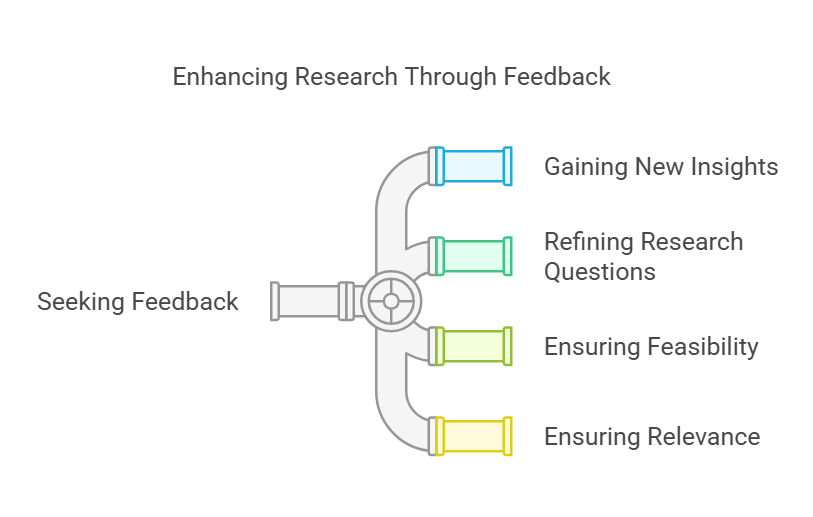 Enhancing Research Through Feedback
Gaining New Insights
Refining Research
Questions
Seeking Feedback
Ensuring Feasibility
Ensuring Relevance